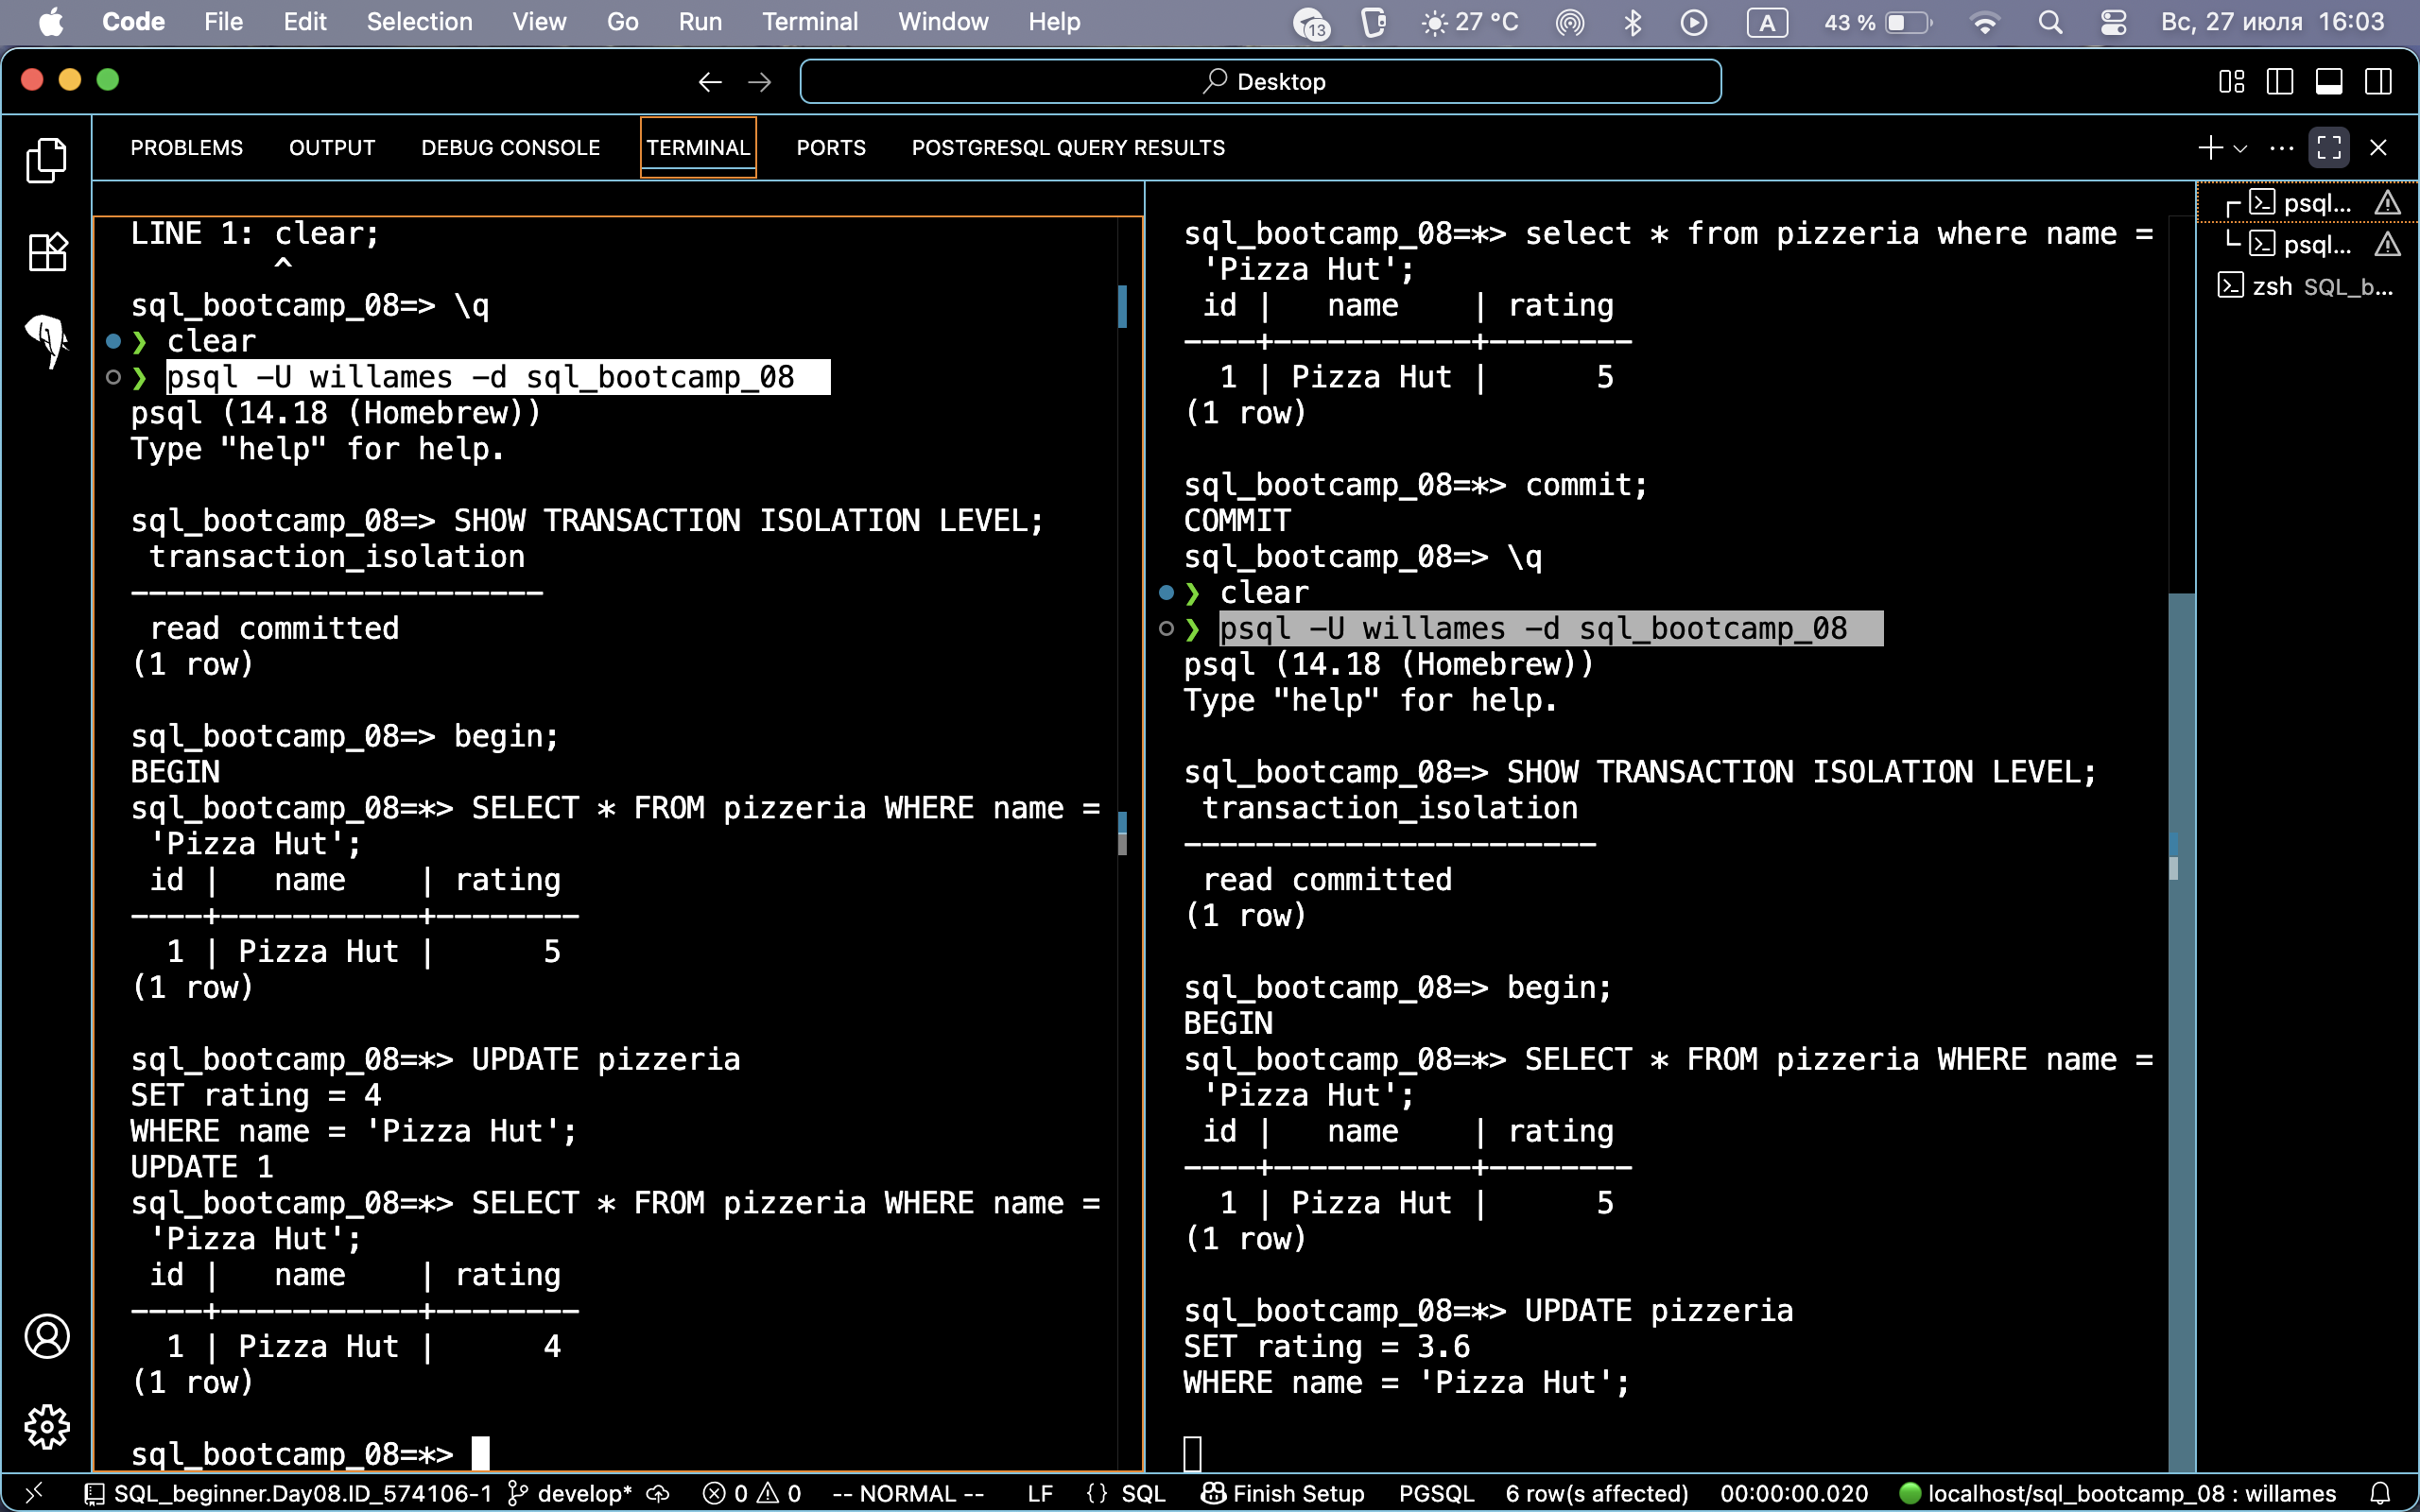 Code File Edit Selection View Go Run Terminal Window Help 13 27 °C A 43 % Вс, 27 июля 16:03
Desktop
PROBLEMS OUTPUT DEBUG CONSOLE TERMINAL PORTS POSTGRESQL QUERY RESULTS
LINE 1: clear;
^
sql_bootcamp_08=> \q
❯ clear
❯ psql -U willames -d sql_bootcamp_08
psql (14.18 (Homebrew))
Type "help" for help.
sql_bootcamp_08=> SHOW TRANSACTION ISOLATION LEVEL;
transaction_isolation
-----------------------
read committed
(1 row)
sql_bootcamp_08=> begin;
BEGIN
sql_bootcamp_08=*> SELECT * FROM pizzeria WHERE name =
'Pizza Hut';
id | name | rating
----+-----------+--------
1 | Pizza Hut | 5
(1 row)
sql_bootcamp_08=*> UPDATE pizzeria
SET rating = 4
WHERE name = 'Pizza Hut';
UPDATE 1
sql_bootcamp_08=*> SELECT * FROM pizzeria WHERE name =
'Pizza Hut';
id | name | rating
----+-----------+--------
1 | Pizza Hut | 4
(1 row)
sql_bootcamp_08=*>
sql_bootcamp_08=*> select * from pizzeria where name =
'Pizza Hut';
id | name | rating
----+-----------+--------
1 | Pizza Hut | 5
(1 row)
sql_bootcamp_08=*> commit;
COMMIT
sql_bootcamp_08=> \q
❯ clear
❯ psql -U willames -d sql_bootcamp_08
psql (14.18 (Homebrew))
Type "help" for help.
sql_bootcamp_08=> SHOW TRANSACTION ISOLATION LEVEL;
transaction_isolation
-----------------------
read committed
(1 row)
sql_bootcamp_08=> begin;
BEGIN
sql_bootcamp_08=*> SELECT * FROM pizzeria WHERE name =
'Pizza Hut';
id | name | rating
----+-----------+--------
1 | Pizza Hut | 5
(1 row)
sql_bootcamp_08=*> UPDATE pizzeria
SET rating = 3.6
WHERE name = 'Pizza Hut';
psql...
psql...
zsh SQL_b...
SQL_beginner.Day08.ID_574106-1 develop* 0 0 -- NORMAL -- LF {} SQL Finish Setup PGSQL 6 row(s affected) 00:00:00.020 localhost/sql_bootcamp_08 : willames